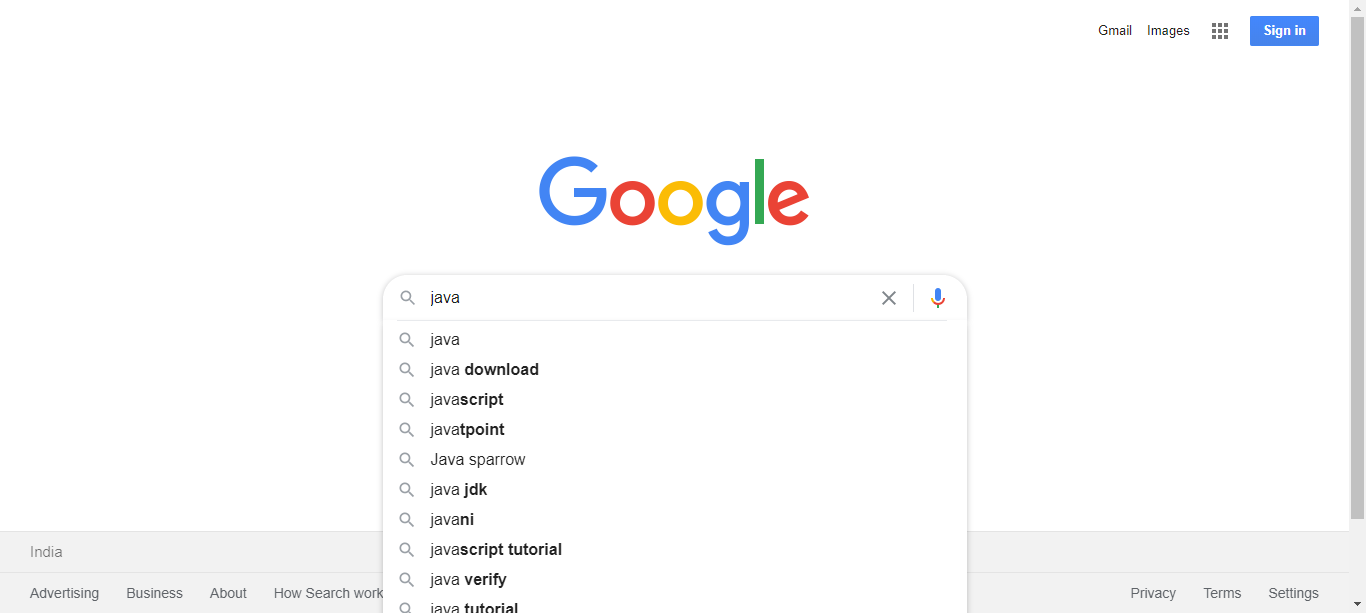 Gmail Images Sign in
Google
java
java
java download
javascript
javatpoint
Java sparrow
java jdk
javani
javascript tutorial
java verify
java tutorial
India
Advertising Business About How Search work
Privacy Terms Settings